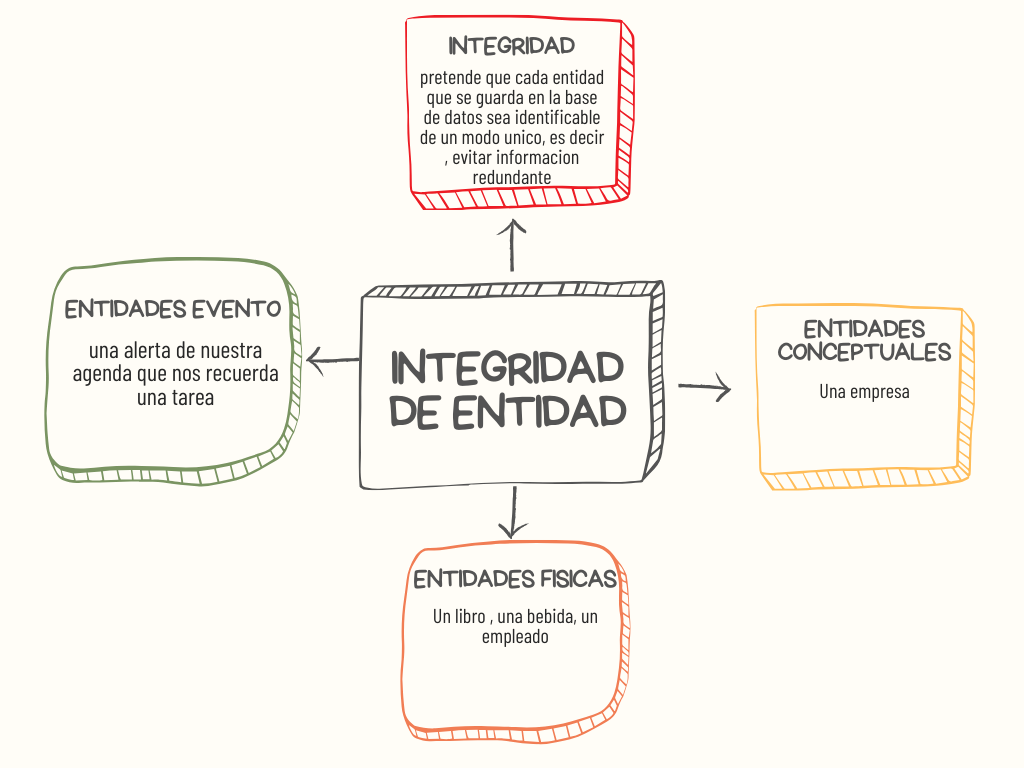 INTEGRIDAD
pretende que cada entidad
que se guarda en la base
de datos sea identificable
de un modo unico, es decir
, evitar informacion
redundante
ENTIDADES EVENTO
una alerta de nuestra
agenda que nos recuerda
una tarea
INTEGRIDAD
DE ENTIDAD
ENTIDADES
CONCEPTUALES
Una empresa
ENTIDADES FISICAS
Un libro , una bebida, un
empleado